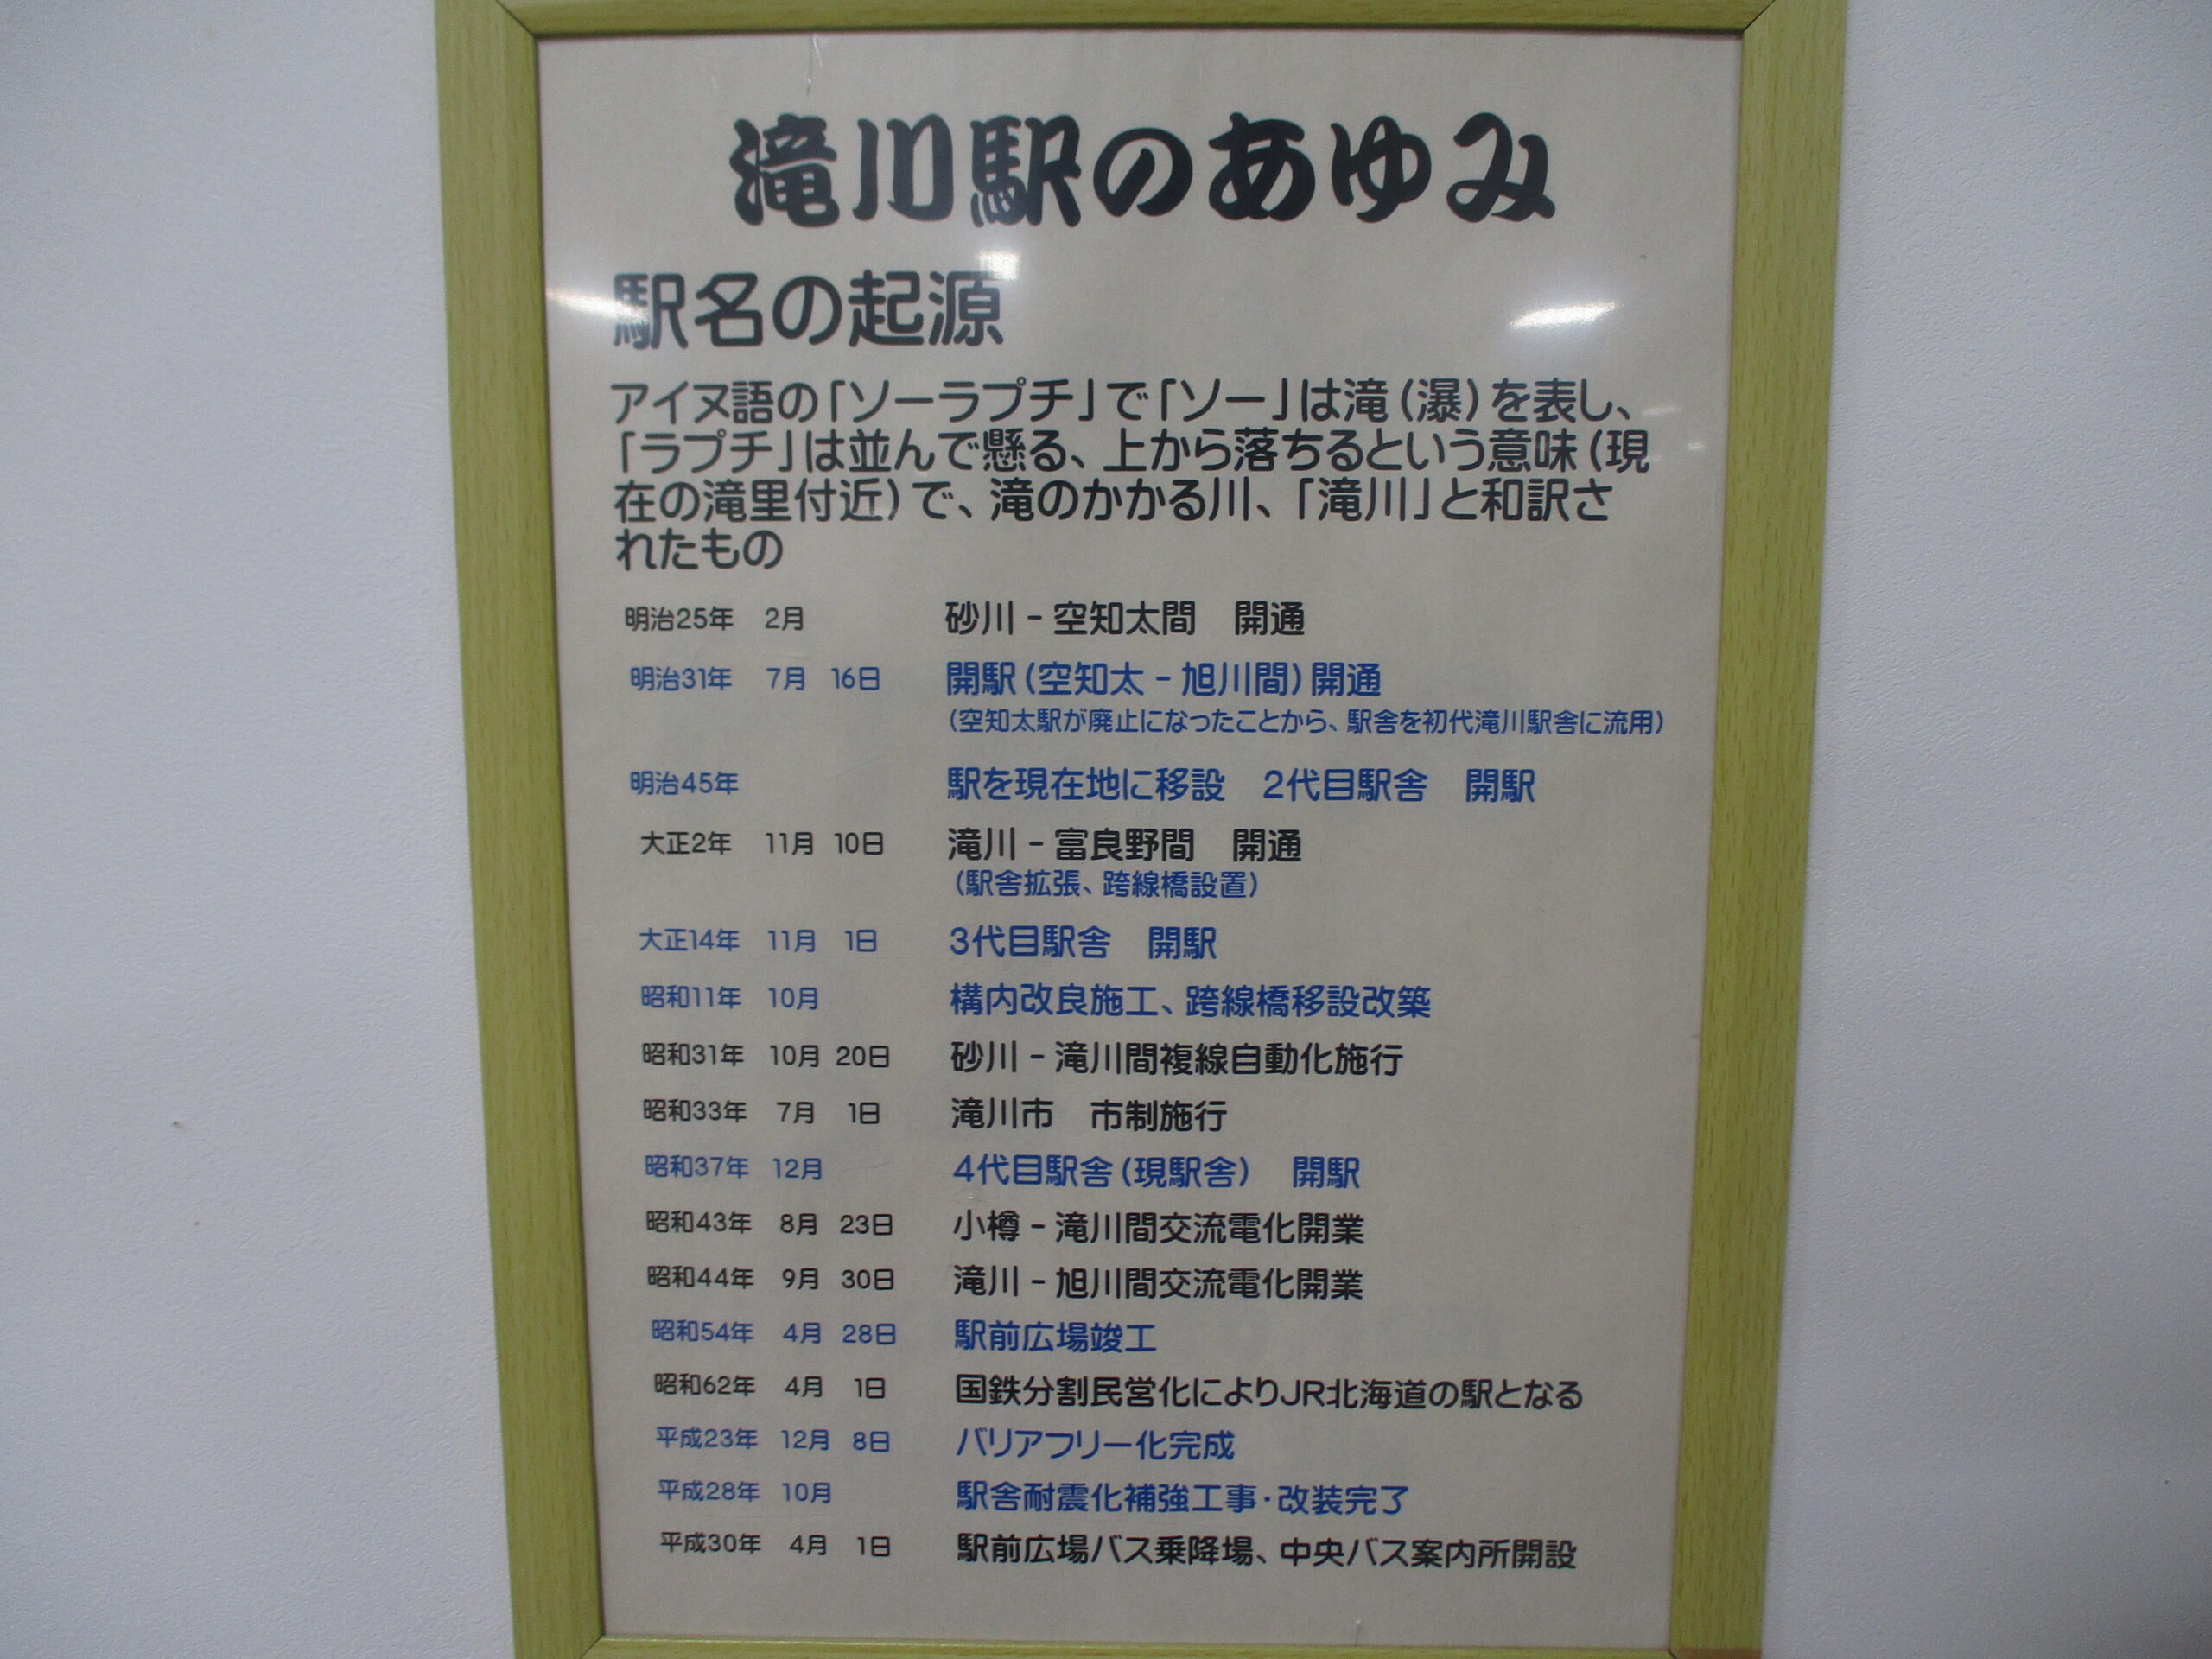 滝川駅のあゆみ
駅名の起源
アイヌ語の「ソーラプチ」で「ソー」は滝（瀑）を表し、
「ラプチ」は並んで懸る、上から落ちるという意味（現
在の滝里付近）で、滝のかかる川、「滝川」と和訳さ
れたもの
明治25年 2月 砂川－空知太間 開通
明治31年 7月 16日 開駅（空知太－旭川間）開通
（空知太駅が廃止になったことから、駅舎を初代滝川駅舎に流用）
明治45年 駅を現在地に移設 2代目駅舎 開駅
大正2年 11月 10日 滝川－富良野間 開通
（駅舎拡張、跨線橋設置）
大正14年 11月 1日 3代目駅舎 開駅
昭和11年 10月 構内改良施工、跨線橋移設改築
昭和31年 10月 20日 砂川－滝川間複線自動化施行
昭和33年 7月 1日 滝川市 市制施行
昭和37年 12月 4代目駅舎（現駅舎） 開駅
昭和43年 8月 23日 小樽－滝川間交流電化開業
昭和44年 9月 30日 滝川－旭川間交流電化開業
昭和54年 4月 28日 駅前広場竣工
昭和62年 4月 1日 国鉄分割民営化によりJR北海道の駅となる
平成23年 12月 8日 バリアフリー化完成
平成28年 10月 駅舎耐震化補強工事・改装完了
平成30年 4月 1日 駅前広場バス乗降場、中央バス案内所開設